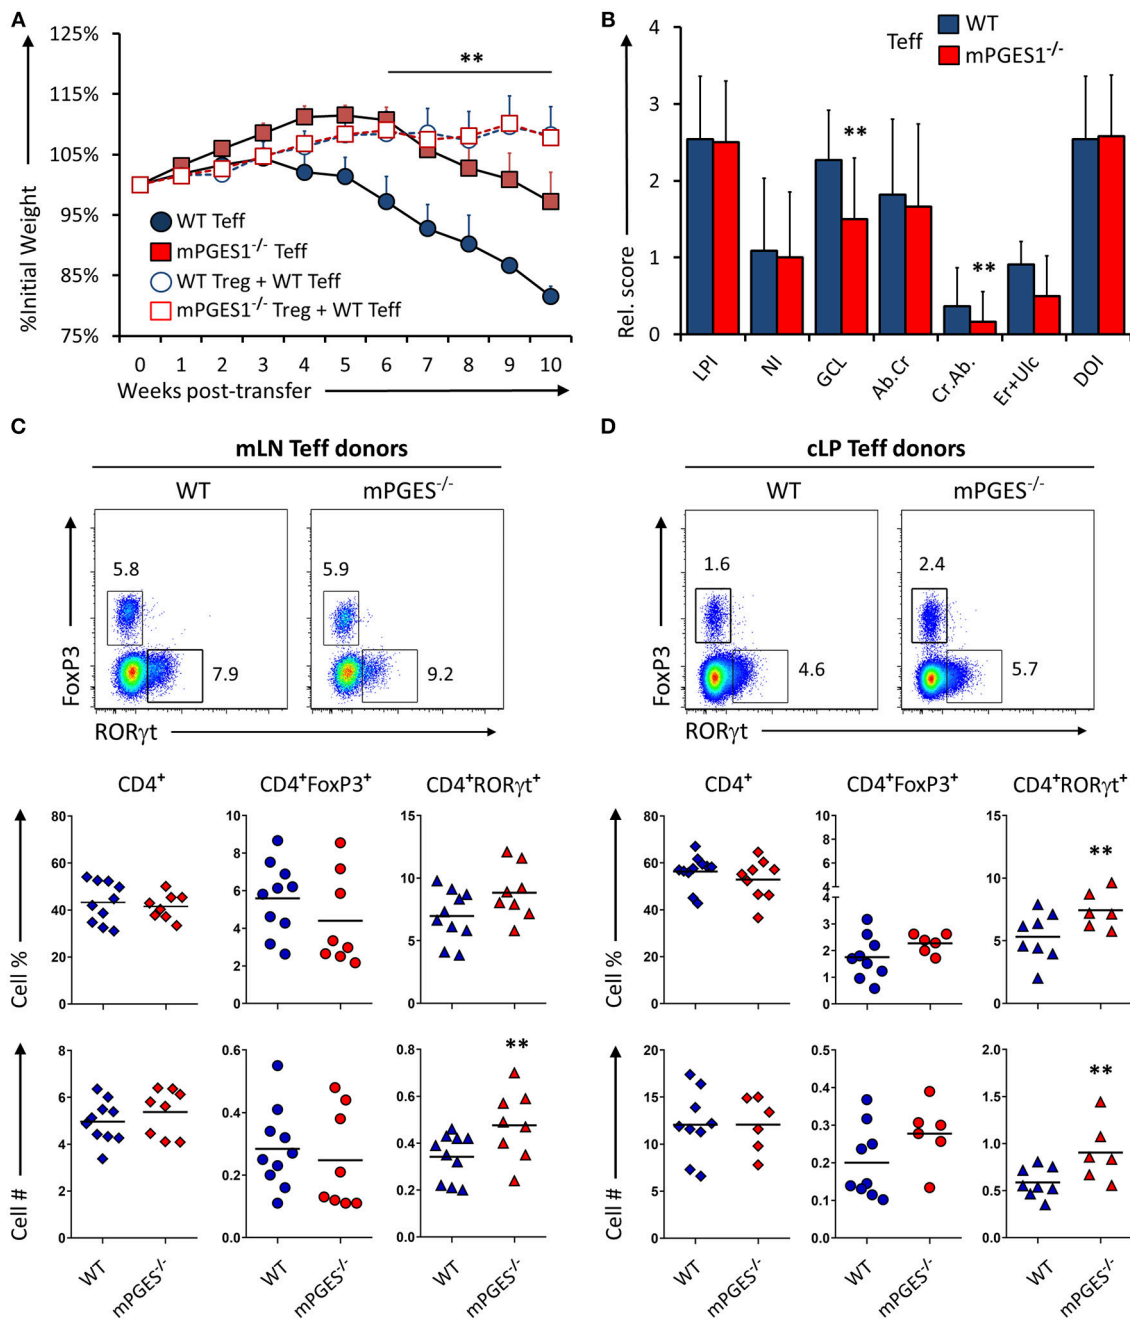 A
125%
115%
105%
95%
85%
75%
%Initial Weight
**
WT Teff
mPGES1-/- Teff
WT Treg + WT Teff
mPGES1-/- Treg + WT Teff
0 1 2 3 4 5 6 7 8 9 10
Weeks post-transfer
B
4
3
2
1
0
Rel. score
Teff
WT
mPGES1-/-
**
**
LPI NI GCL Ab.Cr Cr.Ab. Er+Ulc DOI
C
mLN Teff donors
WT mPGES-/-
FoxP3
5.8 5.9
7.9 9.2
RORγt
CD4+ CD4+FoxP3+ CD4+RORγt+
Cell %
80
60
40
20
0
10
8
6
4
2
0
15
10
5
0
Cell #
8
6
4
2
0
0.6
0.4
0.2
0.0
0.8
0.6
0.4
0.2
0.0
**
WT mPGES-/- WT mPGES-/- WT mPGES-/-
D
cLP Teff donors
WT mPGES-/-
FoxP3
1.6 2.4
4.6 5.7
RORγt
CD4+ CD4+FoxP3+ CD4+RORγt+
Cell %
80
60
40
20
0
10
8
6
4
4
3
2
1
0
15
10
5
0
**
Cell #
20
15
10
5
0
0.5
0.4
0.3
0.2
0.1
0.0
2.0
1.5
1.0
0.5
0.0
**
WT mPGES-/- WT mPGES-/- WT mPGES-/-